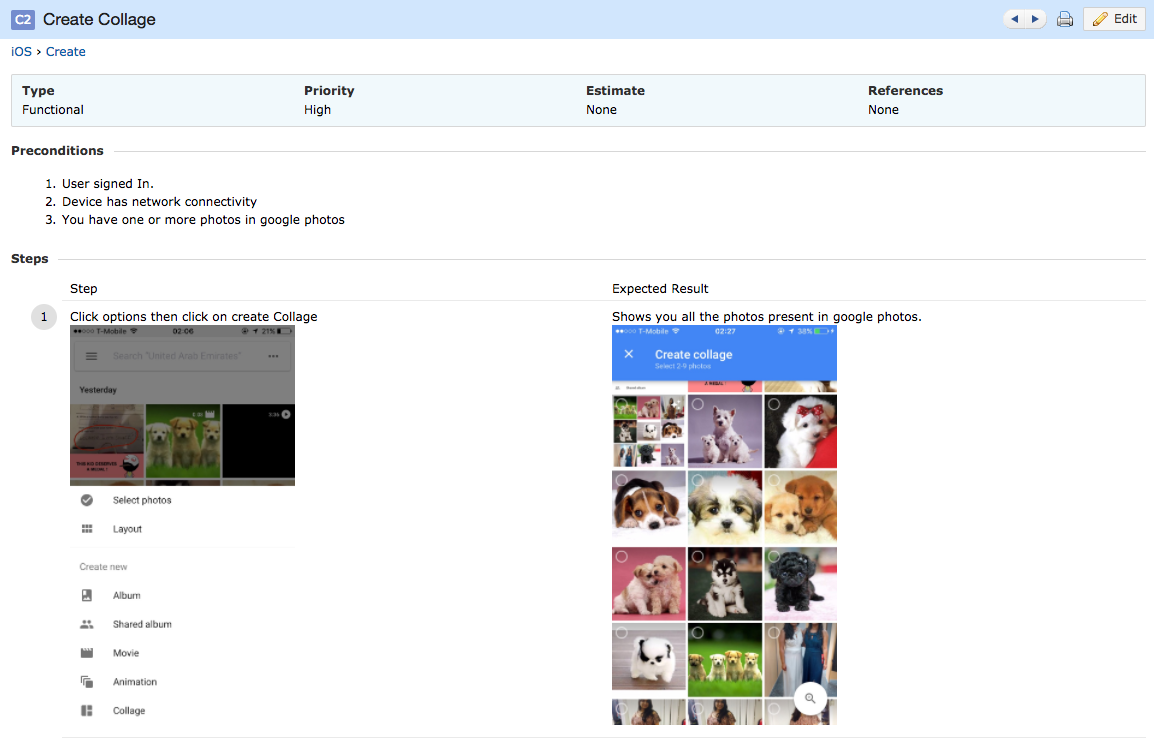 C2 Create Collage
Edit
iOS › Create
Type Priority Estimate References
Functional High None None
Preconditions
1. User signed In.
2. Device has network connectivity
3. You have one or more photos in google photos
Steps
Step Expected Result
1 Click options then click on create Collage
T-Mobile 02:06 21%
Search "United Arab Emirates"
Yesterday
Select photos
Layout
Create new
Album
Shared album
Movie
Animation
Collage
Shows you all the photos present in google photos.
T-Mobile 02:27 38%
Create collage
Select 2-9 photos